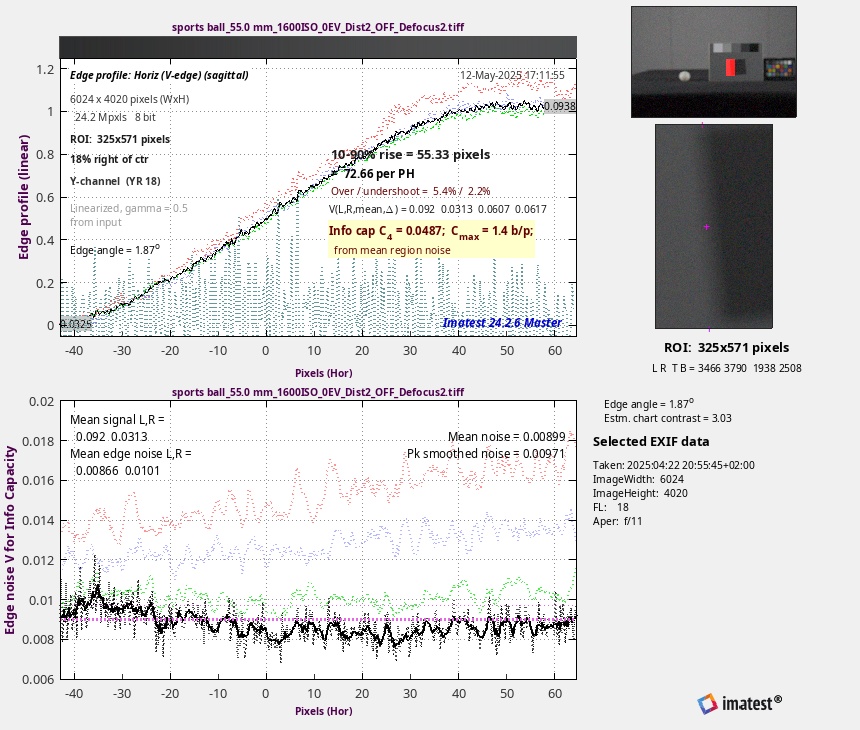 sports ball_55.0 mm_1600ISO_0EV_Dist2_OFF_Defocus2.tiff
Edge profile: Horiz (V-edge) (sagittal)
12-May-2025 17:11:55
6024 x 4020 pixels (WxH)
24.2 Mpxls 8 bit
ROI: 325x571 pixels
18% right of ctr
Y-channel (YR 18)
Linearized, gamma = 0.5
from input
Edge angle = 1.87°
10-90% rise = 55.33 pixels
= 72.66 per PH
Over / undershoot = 5.4% / 2.2%
V(L,R,mean,Δ) = 0.092 0.0313 0.0607 0.0617
Info cap C4 = 0.0487; Cmax = 1.4 b/p;
from mean region noise
Imatest 24.2.6 Master
0.0938
0.0325
Edge profile (linear)
1.2
1
0.8
0.6
0.4
0.2
0
-40 -30 -20 -10 0 10 20 30 40 50 60
Pixels (Hor)
sports ball_55.0 mm_1600ISO_0EV_Dist2_OFF_Defocus2.tiff
Mean signal L,R =
0.092 0.0313
Mean edge noise L,R =
0.00866 0.0101
Mean noise = 0.00899
Pk smoothed noise = 0.00971
Edge noise V for Info Capacity
0.02
0.018
0.016
0.014
0.012
0.01
0.008
0.006
-40 -30 -20 -10 0 10 20 30 40 50 60
Pixels (Hor)
ROI: 325x571 pixels
L R T B = 3466 3790 1938 2508
Edge angle = 1.87°
Estm. chart contrast = 3.03
Selected EXIF data
Taken: 2025:04:22 20:55:45+02:00
ImageWidth: 6024
ImageHeight: 4020
FL: 18
Aper: f/11
imatest®